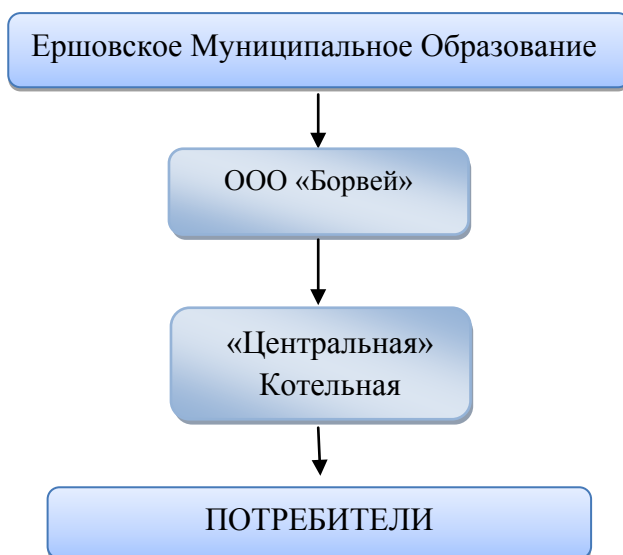 Ершовское Муниципальное Образование
ООО «Борвей»
«Центральная»
Котельная
ПОТРЕБИТЕЛИ